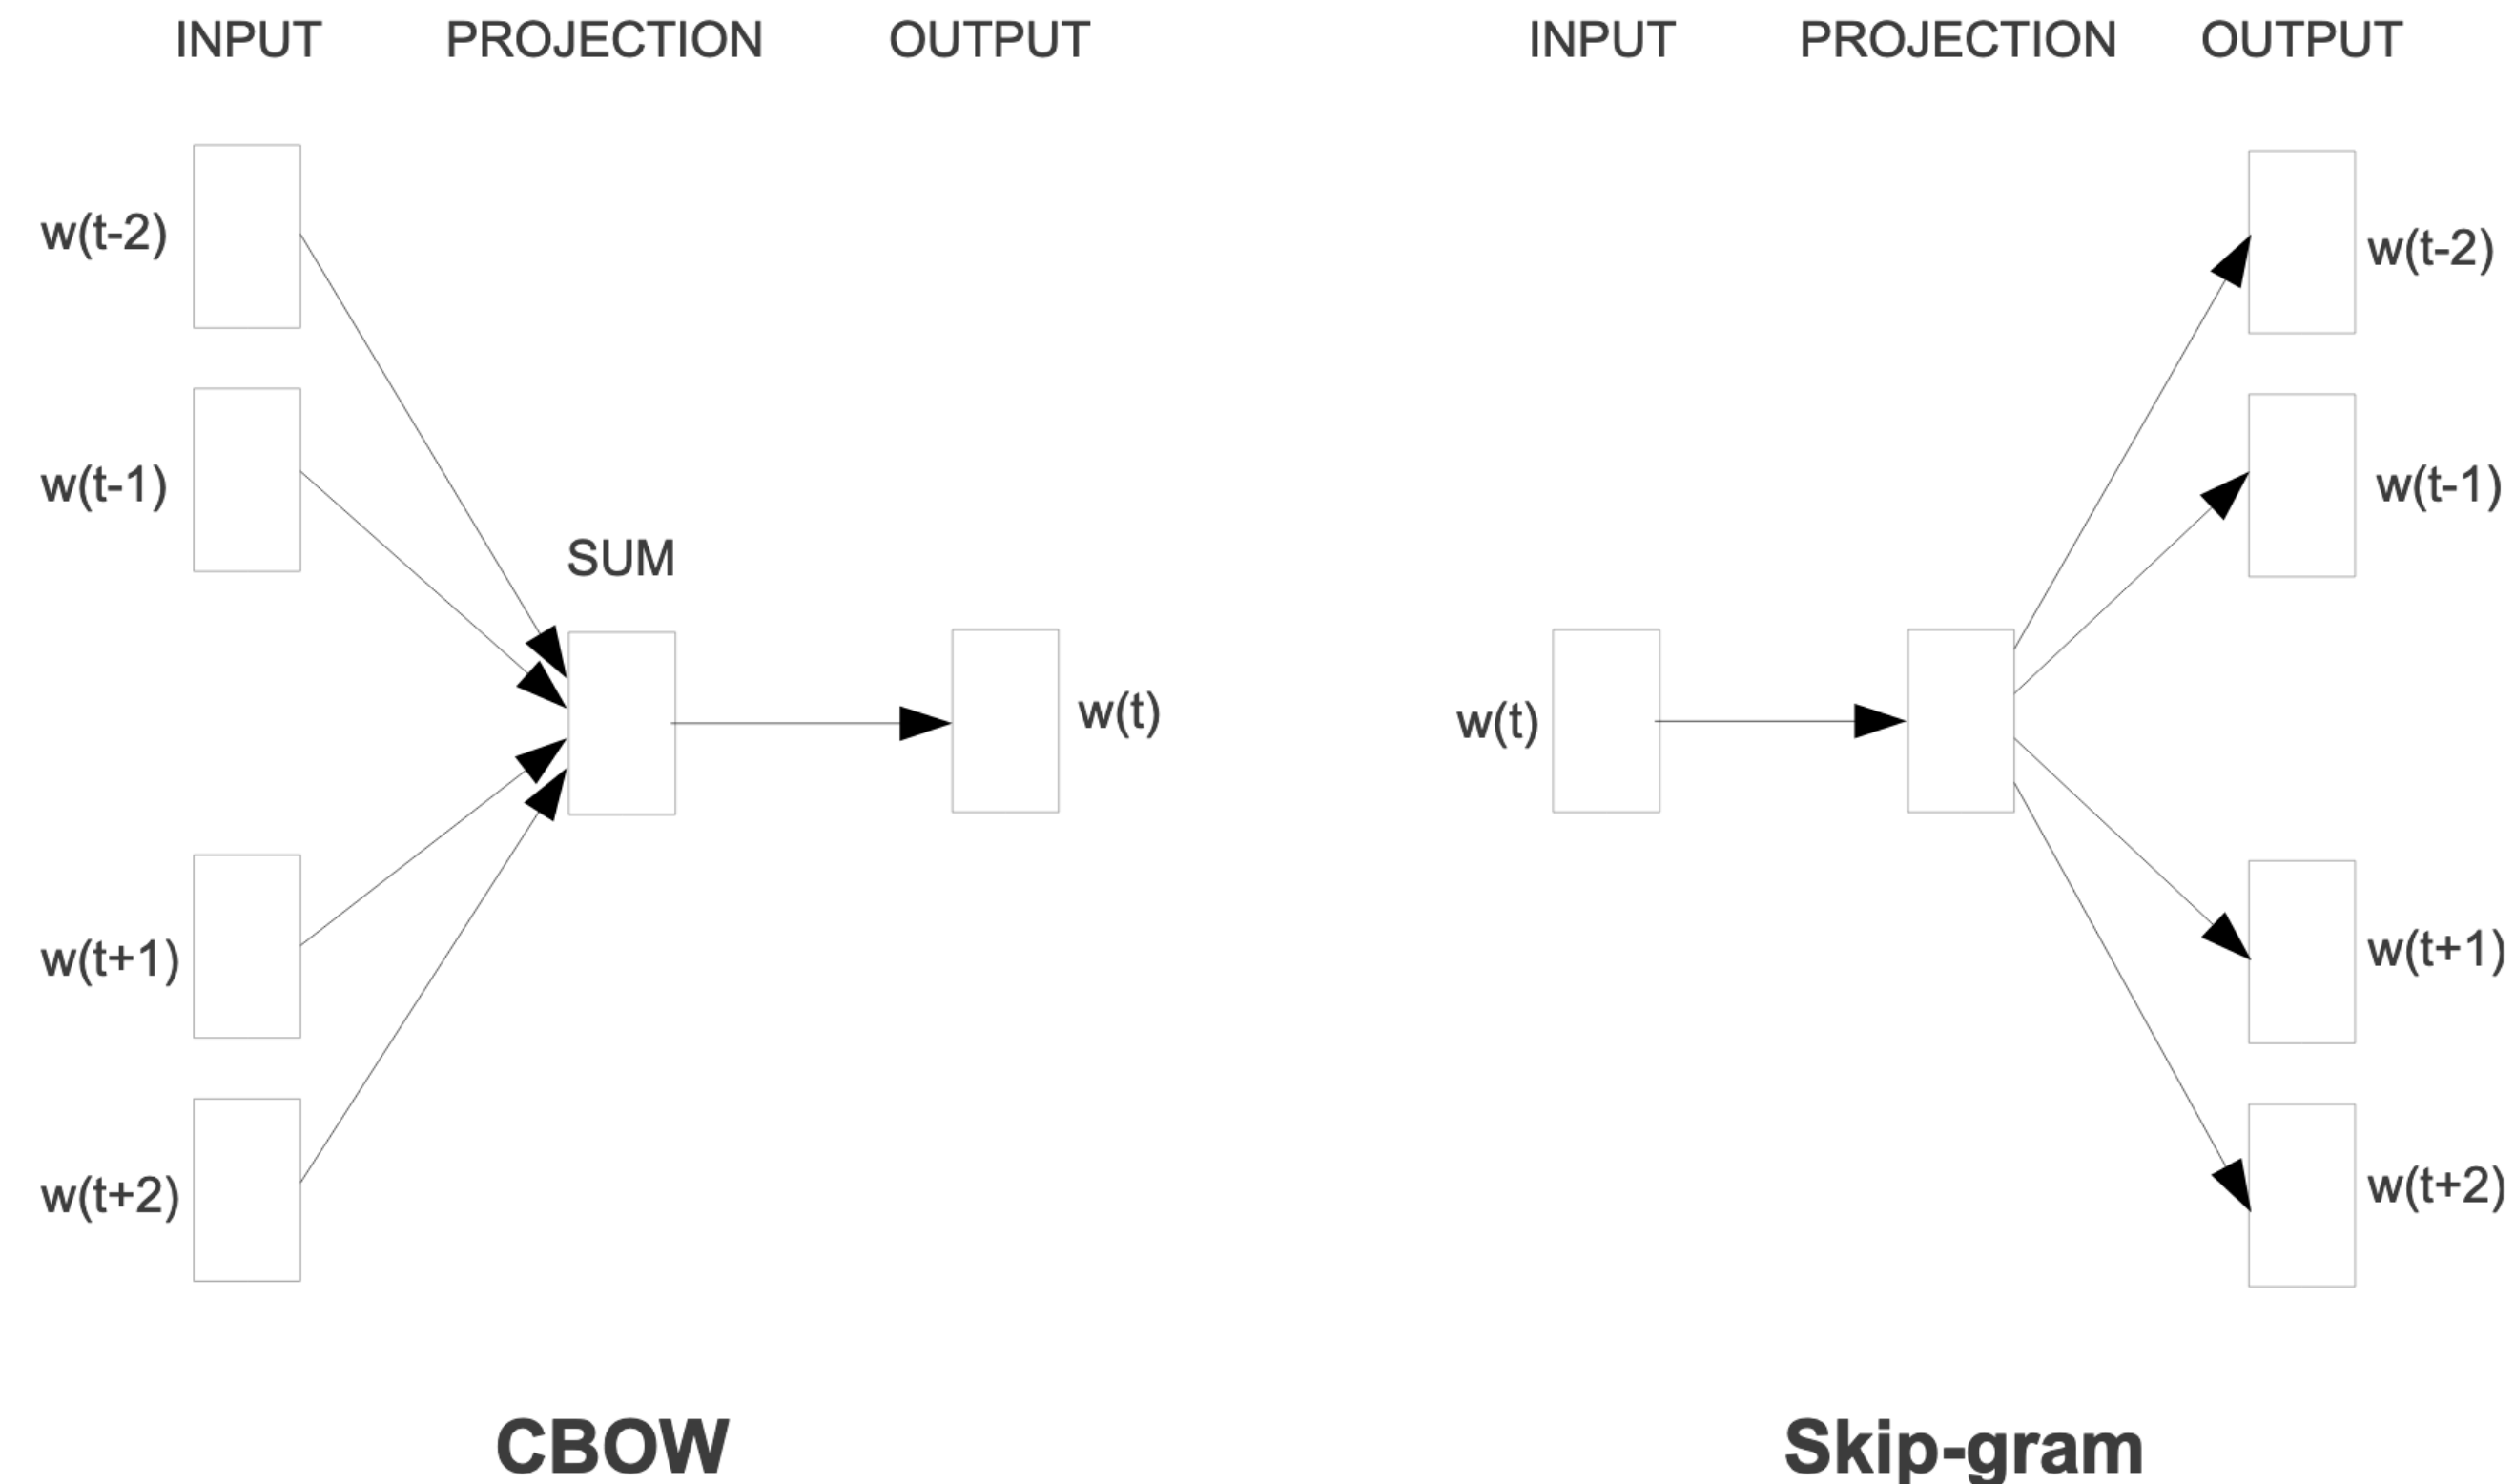 INPUT PROJECTION OUTPUT
w(t-2)
w(t-1)
SUM
w(t)
w(t+1)
w(t+2)
CBOW
INPUT PROJECTION OUTPUT
w(t-2)
w(t-1)
w(t)
w(t+1)
w(t+2)
Skip-gram